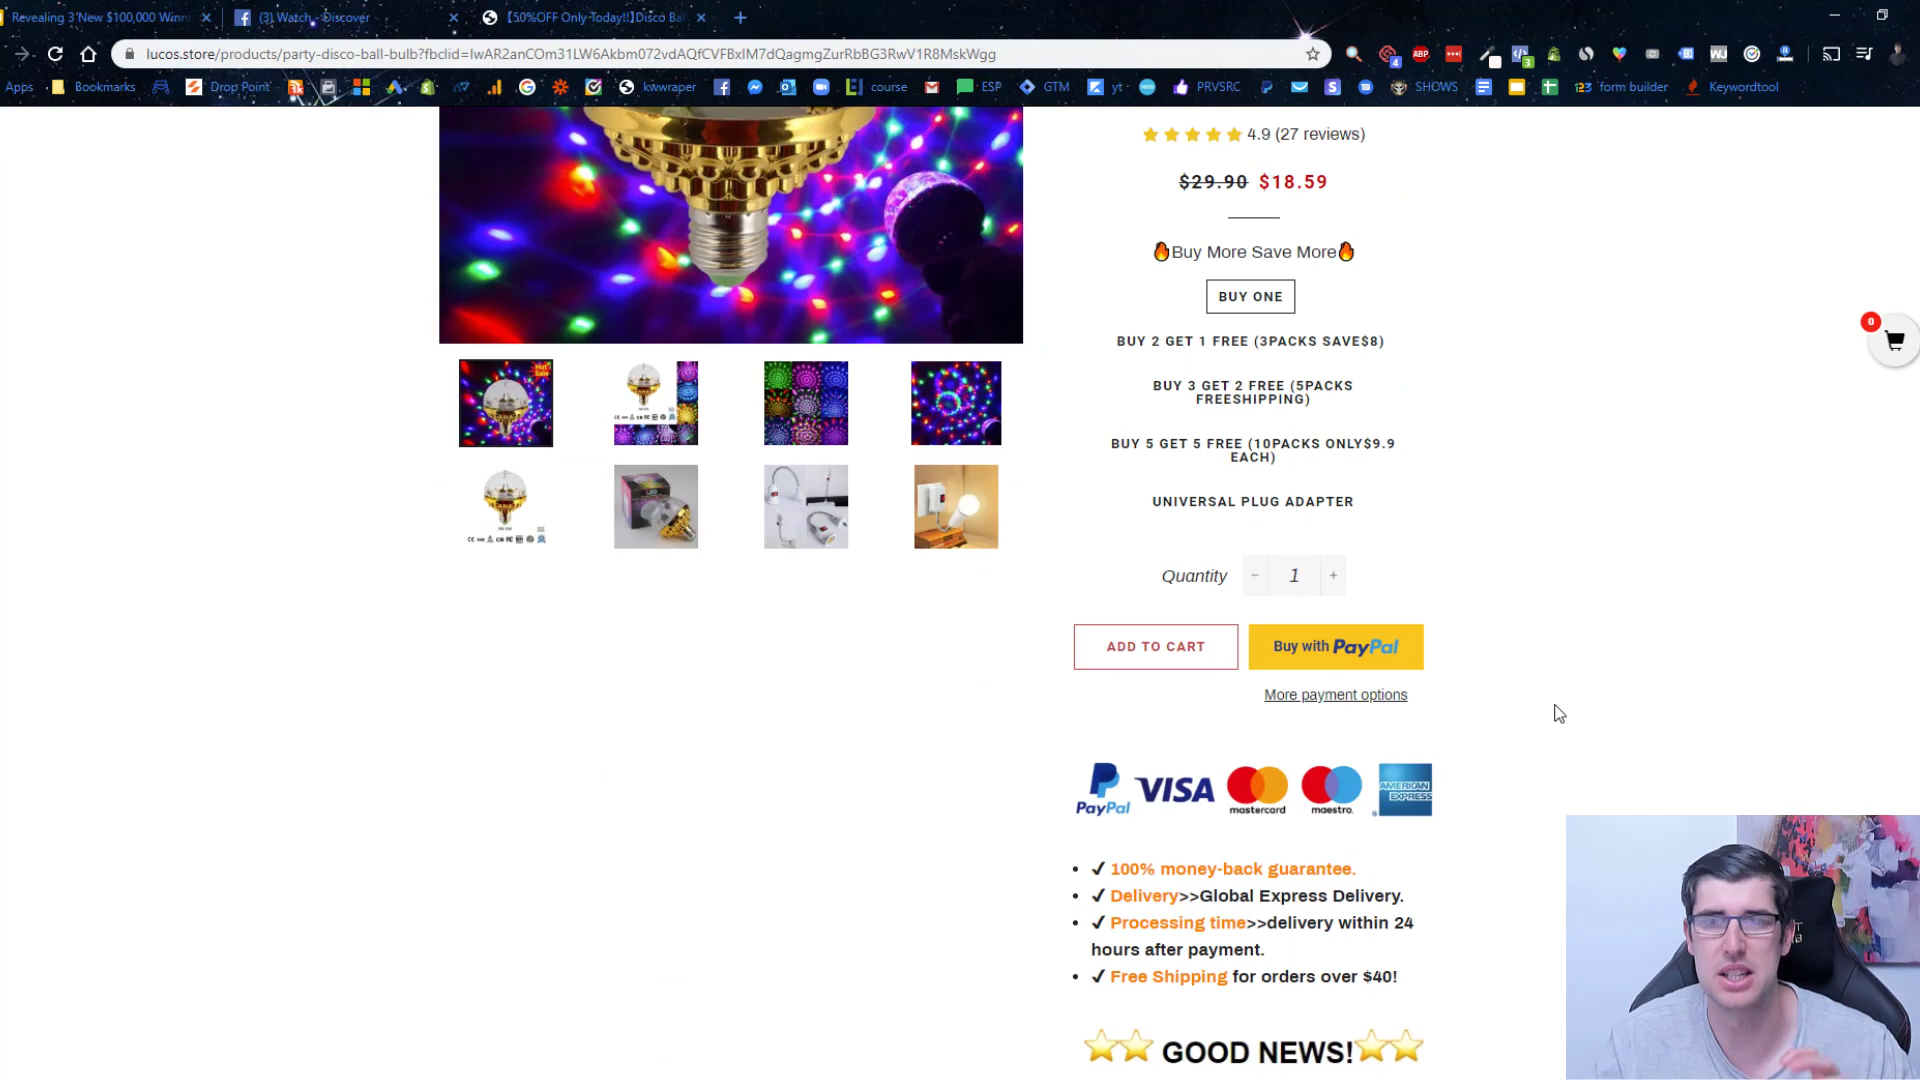 Revealing 3 New $100,000 Winn
(3) Watch - Discover
【50%OFF Only Today!!】Disco Ba
lucos.store/products/party-disco-ball-bulb?fbclid=IwAR2anCOm31LW6Akbm072vdAQfCVFBxIM7dQagmgZurRbBG3RwV1R8MskWgg
Apps
Bookmarks
Drop Point
kwwraper
course
ESP
GTM
yt
PRVSRC
SHOWS
form builder
Keywordtool
4.9 (27 reviews)
$29.90 $18.59
🔥Buy More Save More🔥
BUY ONE
BUY 2 GET 1 FREE (3PACKS SAVE$8)
BUY 3 GET 2 FREE (5PACKS
FREESHIPPING)
BUY 5 GET 5 FREE (10PACKS ONLY$9.9
EACH)
UNIVERSAL PLUG ADAPTER
Quantity − 1 +
ADD TO CART
Buy with PayPal
More payment options
PayPal VISA mastercard maestro. AMERICAN EXPRESS
✓ 100% money-back guarantee.
✓ Delivery>>Global Express Delivery.
✓ Processing time>>delivery within 24
hours after payment.
✓ Free Shipping for orders over $40!
⭐⭐ GOOD NEWS!⭐⭐
0
Hot
Sale